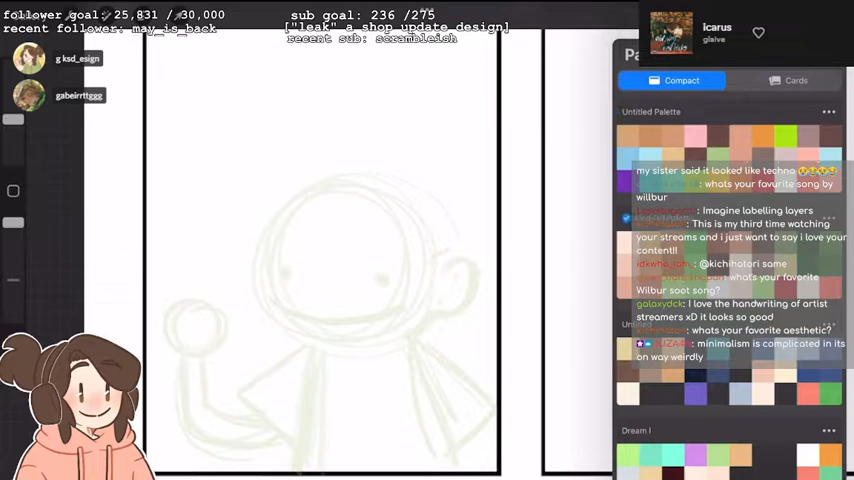 follower goal: 25,831 / 30,000
recent follower: may_is_back
sub goal: 236 /275
["leak" a shop update design]
recent sub: scrambleish
icarus
glaive
g ksd_esign
gabeirrttggg
Compact
Cards
Untitled Palette
my sister said it looked like techno 😭😭😭😭
: whats your favurite song by
willbur
: Imagine labelling layers
: This is my third time watching
your streams and i just want to say i love your
content!!
: @kichihotori same
what's your favorite
Wilbur soot song?
galaxydck: I love the handwriting of artist
streamers xD it looks so good
: whats your favorite aesthetic?
: minimalism is complicated in its
on way weirdly
Dream I